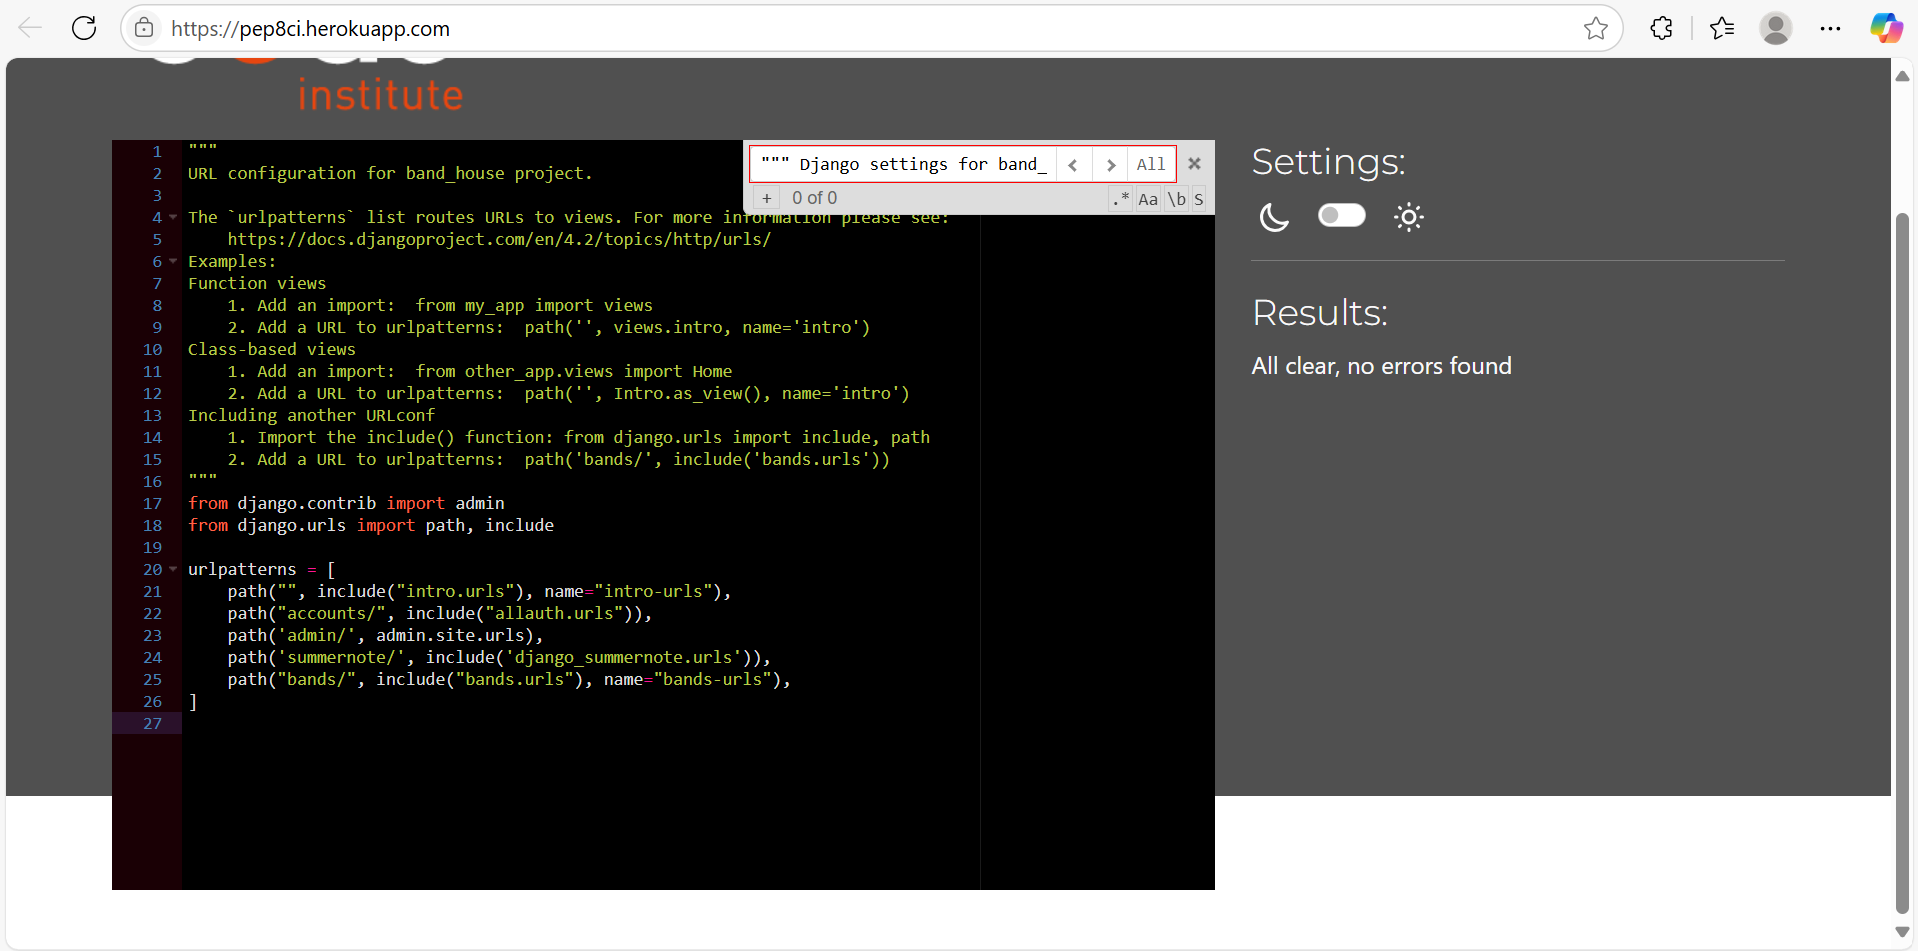 https://pep8ci.herokuapp.com
institute
""" Django settings for band_
All
+
0 of 0
.*
Aa
\b
S
1 """
2 URL configuration for band_house project.
3
4 The `urlpatterns` list routes URLs to views. For more information please see:
5     https://docs.djangoproject.com/en/4.2/topics/http/urls/
6 Examples:
7 Function views
8     1. Add an import:  from my_app import views
9     2. Add a URL to urlpatterns:  path('', views.intro, name='intro')
10 Class-based views
11     1. Add an import:  from other_app.views import Home
12     2. Add a URL to urlpatterns:  path('', Intro.as_view(), name='intro')
13 Including another URLconf
14     1. Import the include() function: from django.urls import include, path
15     2. Add a URL to urlpatterns:  path('bands/', include('bands.urls'))
16 """
17 from django.contrib import admin
18 from django.urls import path, include
19
20 urlpatterns = [
21     path("", include("intro.urls"), name="intro-urls"),
22     path("accounts/", include("allauth.urls")),
23     path('admin/', admin.site.urls),
24     path('summernote/', include('django_summernote.urls')),
25     path("bands/", include("bands.urls"), name="bands-urls"),
26 ]
27
Settings:
Results:
All clear, no errors found